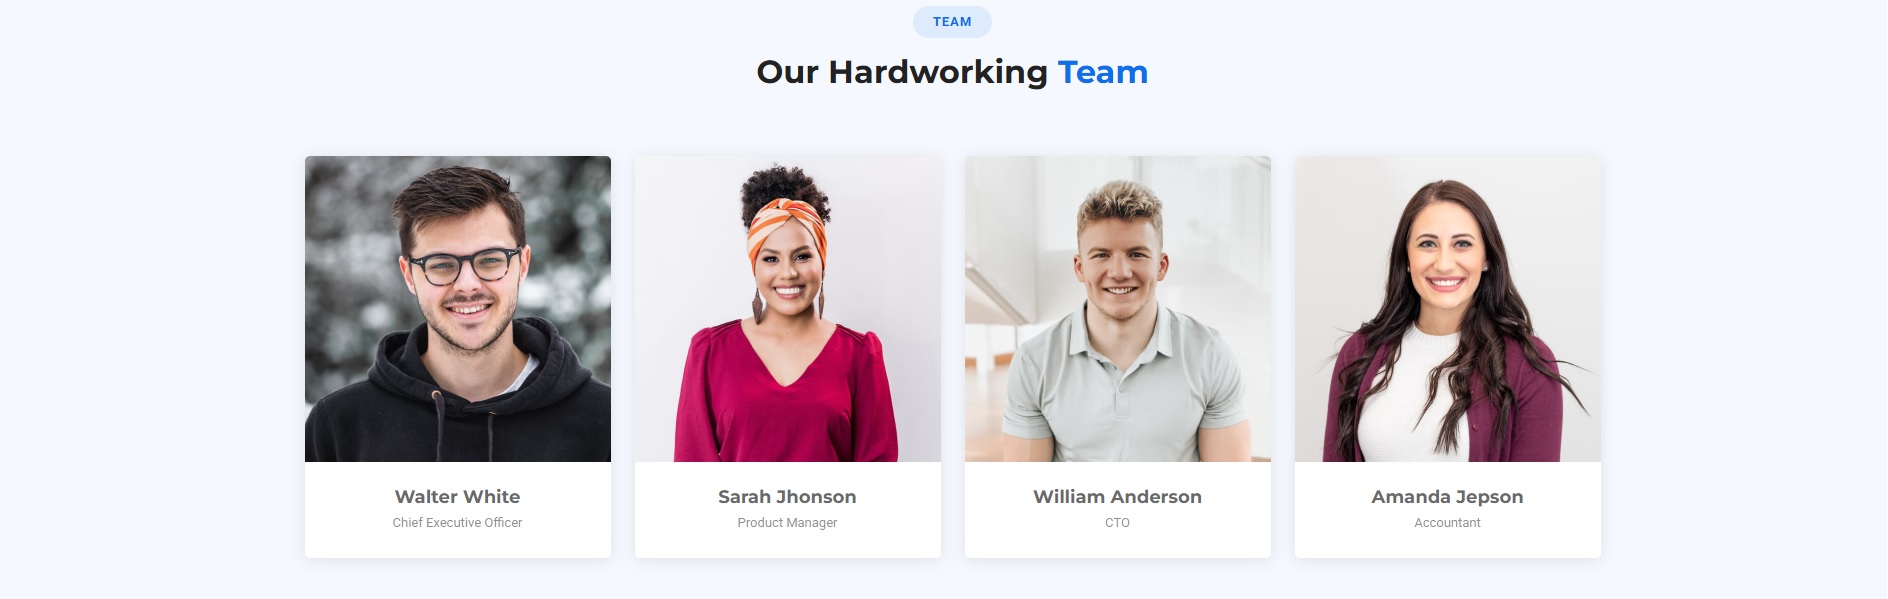 TEAM
Our Hardworking Team
Walter White
Chief Executive Officer
Sarah Jhonson
Product Manager
William Anderson
CTO
Amanda Jepson
Accountant